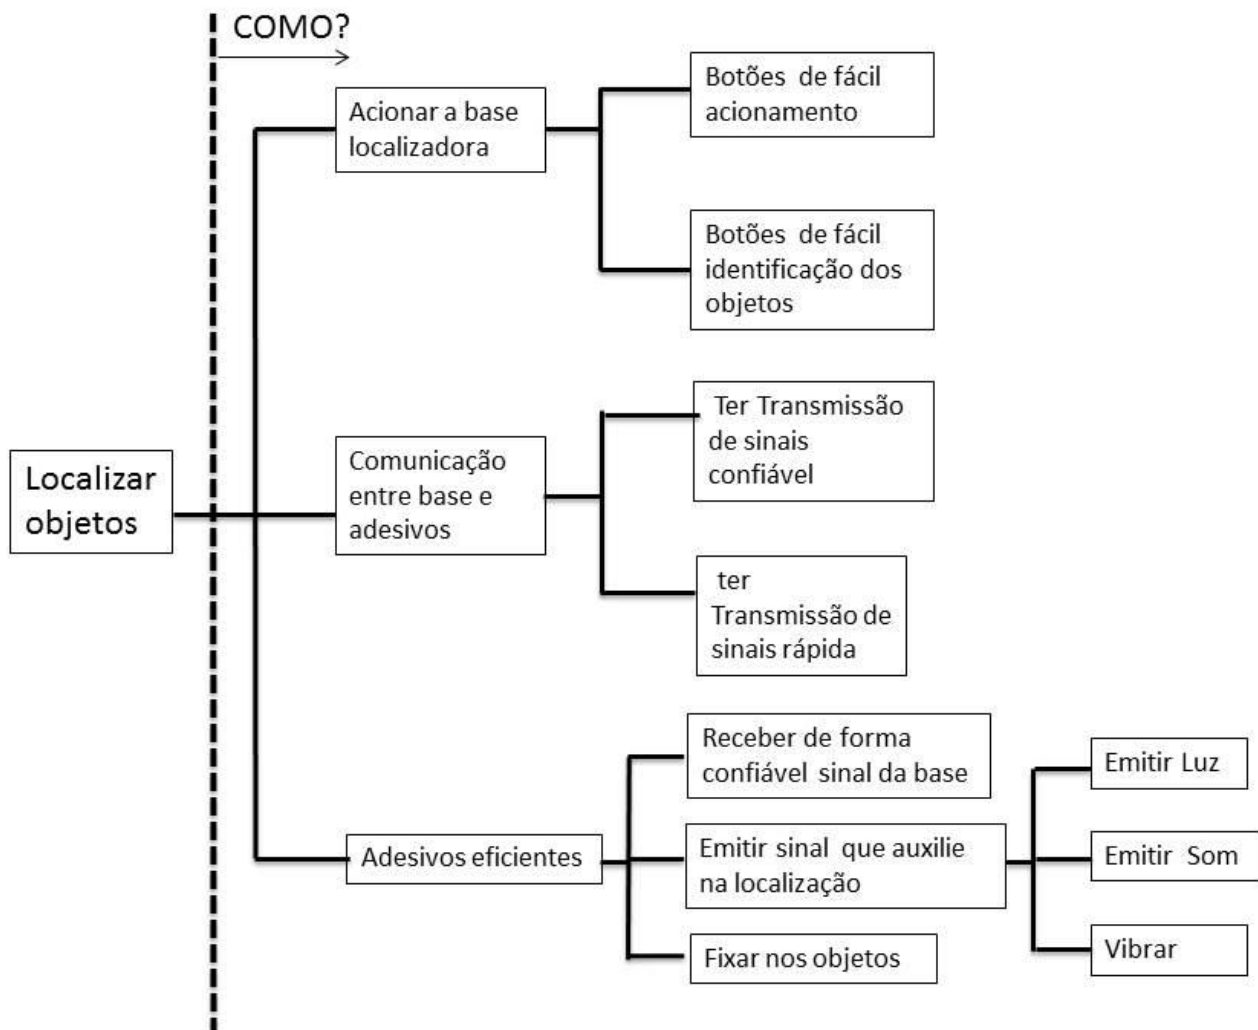 COMO?
Localizar
objetos
Acionar a base
localizadora
Botões de fácil
acionamento
Botões de fácil
identificação dos
objetos
Comunicação
entre base e
adesivos
Ter Transmissão
de sinais
confiável
ter
Transmissão de
sinais rápida
Adesivos eficientes
Receber de forma
confiável sinal da base
Emitir sinal que auxilie
na localização
Fixar nos objetos
Emitir Luz
Emitir Som
Vibrar